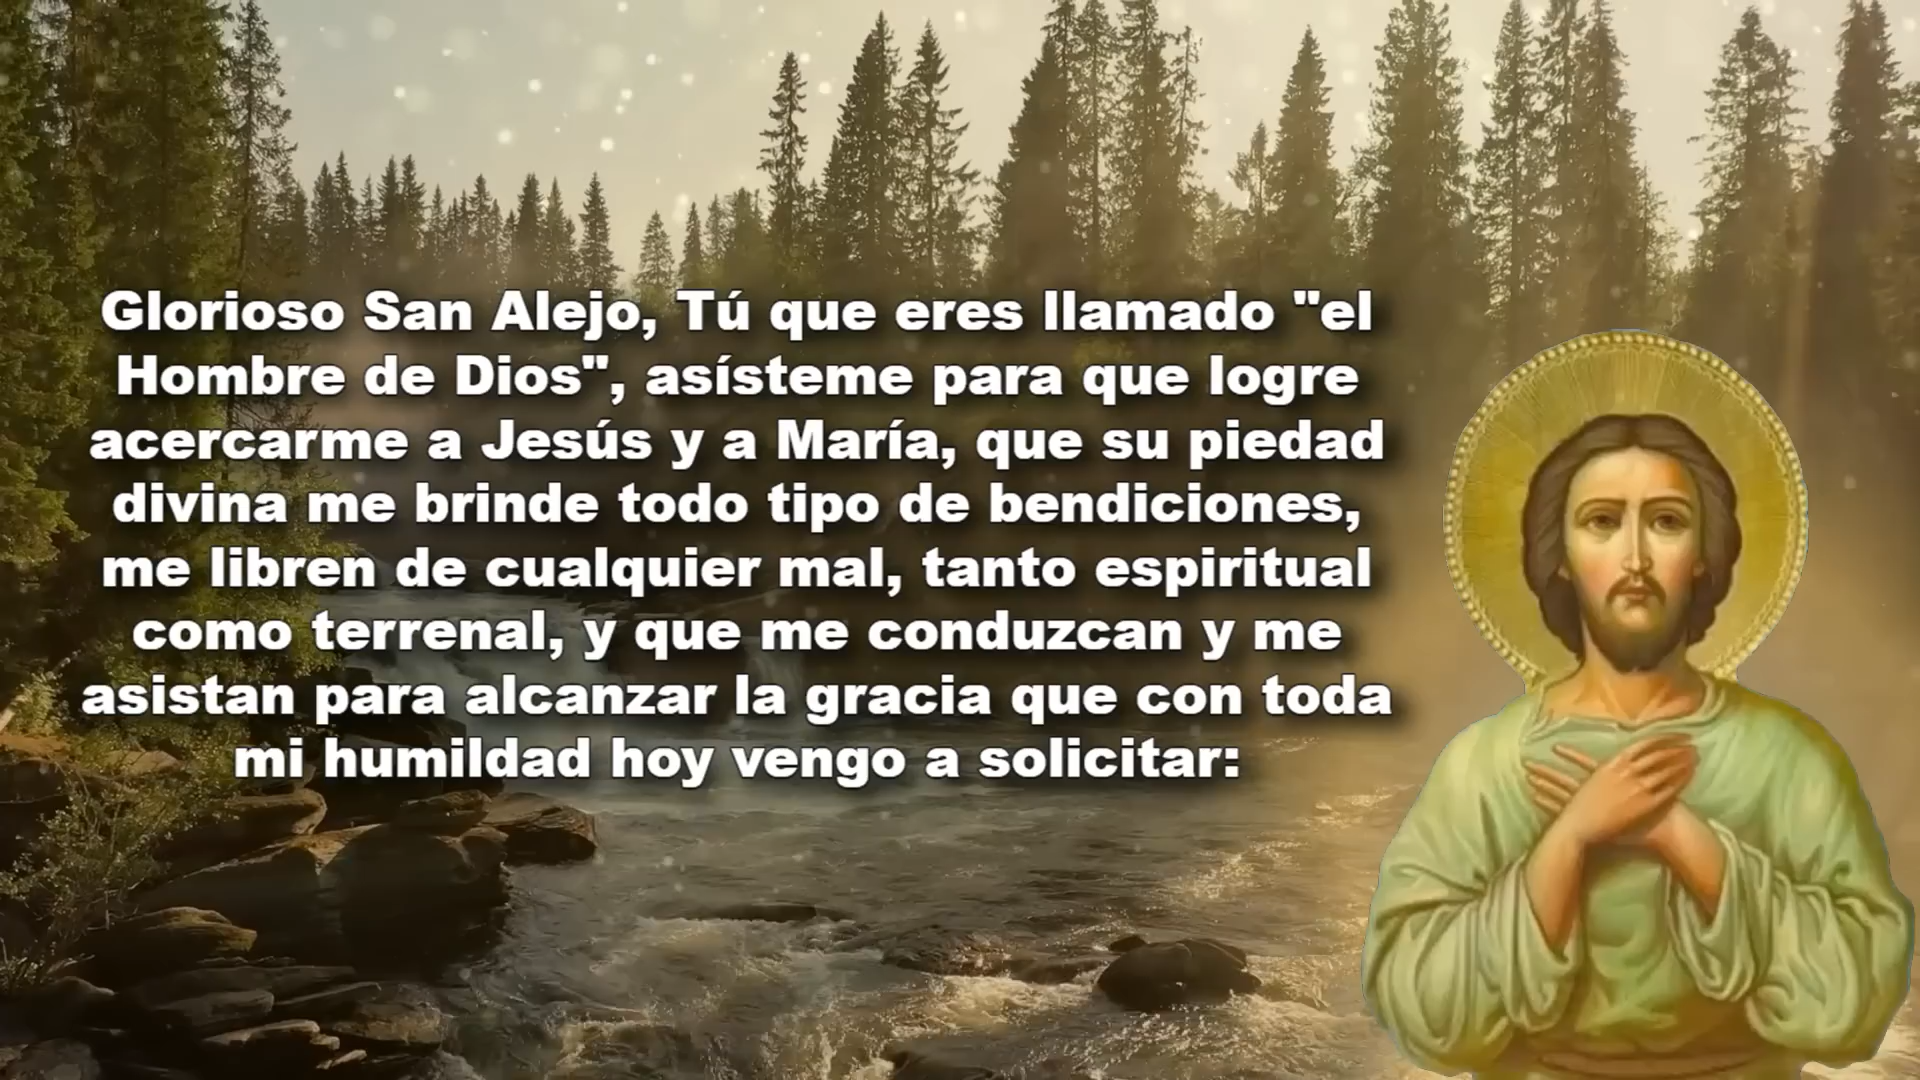 Glorioso San Alejo, Tú que eres llamado "el
Hombre de Dios", asísteme para que logre
acercarme a Jesús y a María, que su piedad
divina me brinde todo tipo de bendiciones,
me libren de cualquier mal, tanto espiritual
como terrenal, y que me conduzcan y me
asistan para alcanzar la gracia que con toda
mi humildad hoy vengo a solicitar: